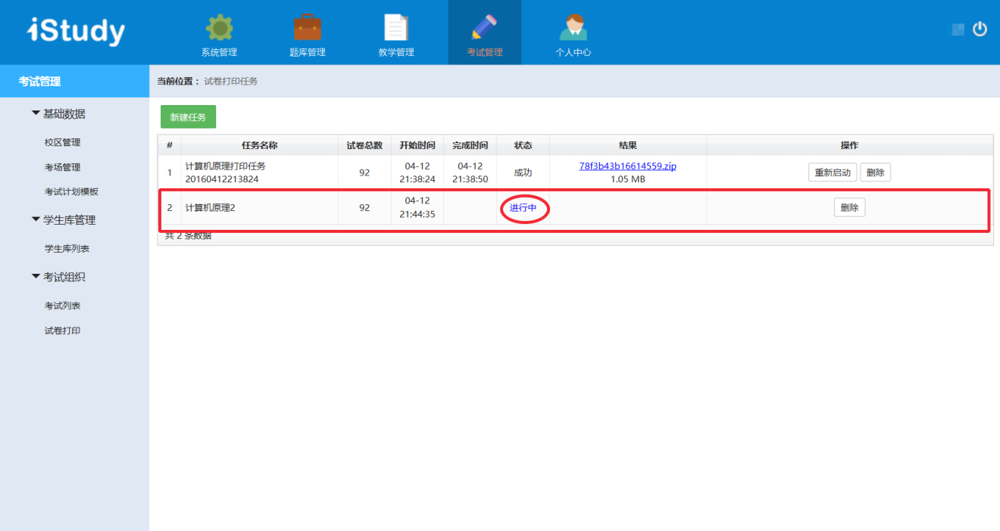 iStudy
系统管理
题库管理
教学管理
考试管理
个人中心
考试管理
当前位置： 试卷打印任务
基础数据
校区管理
考场管理
考试计划模板
学生库管理
学生库列表
考试组织
考试列表
试卷打印
新建任务
# 任务名称 试卷总数 开始时间 完成时间 状态 结果 操作
1 计算机原理打印任务 20160412213824 92 04-12 21:38:24 04-12 21:38:50 成功 78f3b43b16614559.zip 1.05 MB 重新启动 删除
2 计算机原理2 92 04-12 21:44:35 进行中 删除
共 2 条数据